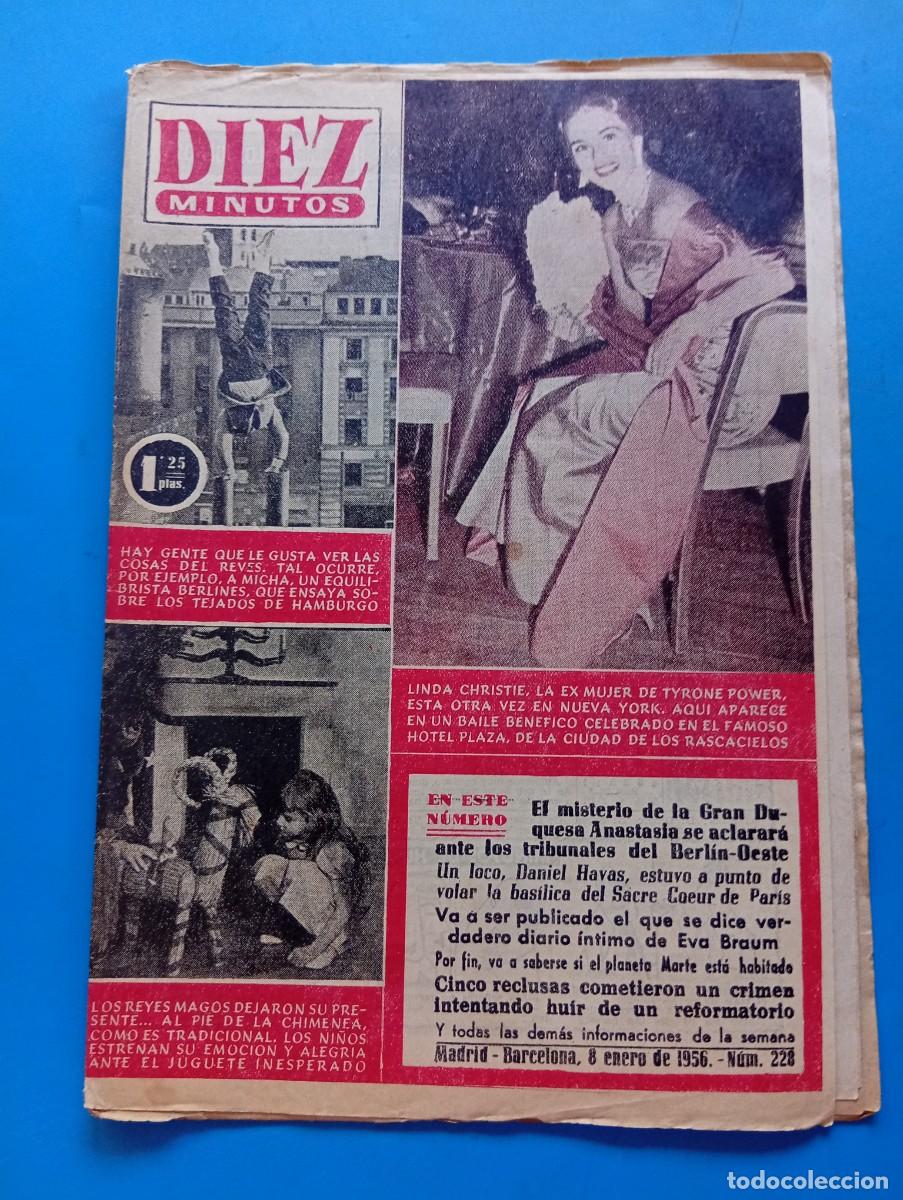 DIEZ
MINUTOS
1'25
ptas.
HAY GENTE QUE LE GUSTA VER LAS
COSAS DEL REVES. TAL OCURRE,
POR EJEMPLO, A MICHA, UN EQUILI-
BRISTA BERLINES, QUE ENSAYA SO-
BRE LOS TEJADOS DE HAMBURGO
LINDA CHRISTIE, LA EX MUJER DE TYRONE POWER,
ESTA OTRA VEZ EN NUEVA YORK. AQUI APARECE
EN UN BAILE BENEFICO CELEBRADO EN EL FAMOSO
HOTEL PLAZA, DE LA CIUDAD DE LOS RASCACIELOS
LOS REYES MAGOS DEJARON SU PRE-
SENTE... AL PIE DE LA CHIMENEA,
COMO ES TRADICIONAL, LOS NIÑOS
ESTRENAN SU EMOCION Y ALEGRIA
ANTE EL JUGUETE INESPERADO
EN ESTE
NÚMERO
El misterio de la Gran Du-
quesa Anastasia se aclarará
ante los tribunales del Berlín-Oeste
Un loco, Daniel Havas, estuvo a punto de
volar la basílica del Sacre Coeur de París
Va a ser publicado el que se dice ver-
dadero diario íntimo de Eva Braum
Por fin, va a saberse si el planeta Marte está habitado
Cinco reclusas cometieron un crimen
intentando huir de un reformatorio
Y todas las demás informaciones de la semana
Madrid - Barcelona, 8 enero de 1956. - Núm. 228
todocoleccion